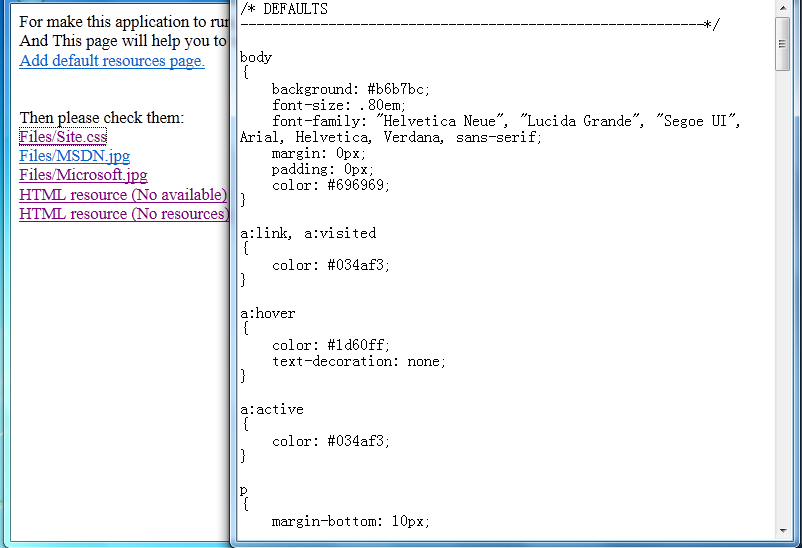 For make this application to run
And This page will help you to
Add default resources page.
Then please check them:
Files/Site.css
Files/MSDN.jpg
Files/Microsoft.jpg
HTML resource (No available)
HTML resource (No resources)
/* DEFAULTS
----------------------------------------------------------*/
body
{
    background: #b6b7bc;
    font-size: .80em;
    font-family: "Helvetica Neue", "Lucida Grande", "Segoe UI",
Arial, Helvetica, Verdana, sans-serif;
    margin: 0px;
    padding: 0px;
    color: #696969;
}
a:link, a:visited
{
    color: #034af3;
}
a:hover
{
    color: #1d60ff;
    text-decoration: none;
}
a:active
{
    color: #034af3;
}
p
{
    margin-bottom: 10px;